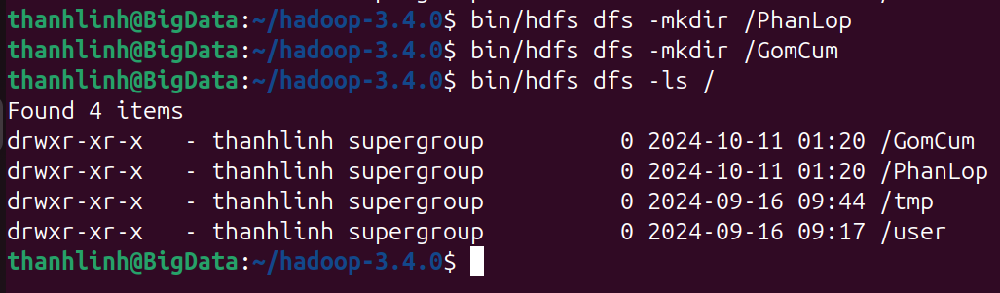 thanhlinh@BigData:~/hadoop-3.4.0$ bin/hdfs dfs -mkdir /PhanLop
thanhlinh@BigData:~/hadoop-3.4.0$ bin/hdfs dfs -mkdir /GomCum
thanhlinh@BigData:~/hadoop-3.4.0$ bin/hdfs dfs -ls /
Found 4 items
drwxr-xr-x   - thanhlinh supergroup          0 2024-10-11 01:20 /GomCum
drwxr-xr-x   - thanhlinh supergroup          0 2024-10-11 01:20 /PhanLop
drwxr-xr-x   - thanhlinh supergroup          0 2024-09-16 09:44 /tmp
drwxr-xr-x   - thanhlinh supergroup          0 2024-09-16 09:17 /user
thanhlinh@BigData:~/hadoop-3.4.0$